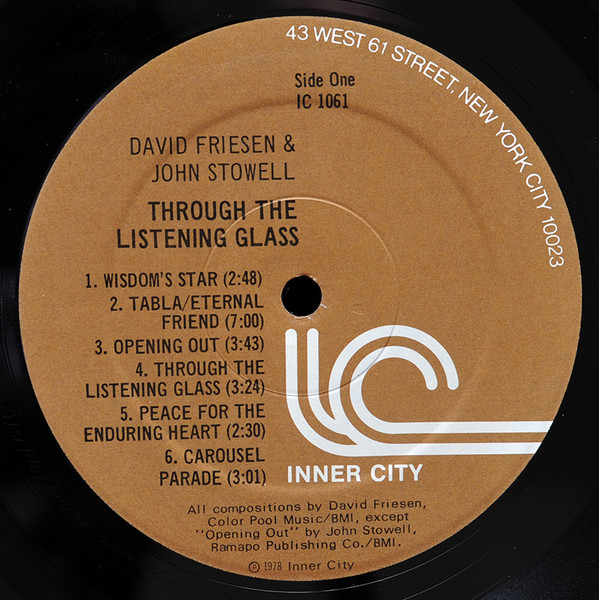 43 WEST 61 STREET, NEW YORK CITY 10023
Side One
IC 1061
DAVID FRIESEN &
JOHN STOWELL
THROUGH THE
LISTENING GLASS
1. WISDOM'S STAR (2:48)
2. TABLA/ETERNAL
FRIEND (7:00)
3. OPENING OUT (3:43)
4. THROUGH THE
LISTENING GLASS (3:24)
5. PEACE FOR THE
ENDURING HEART (2:30)
6. CAROUSEL
PARADE (3:01)
IC
INNER CITY
All compositions by David Friesen,
Color Pool Music/BMI, except
"Opening Out" by John Stowell,
Ramapo Publishing Co./BMI.
℗ 1978 Inner City